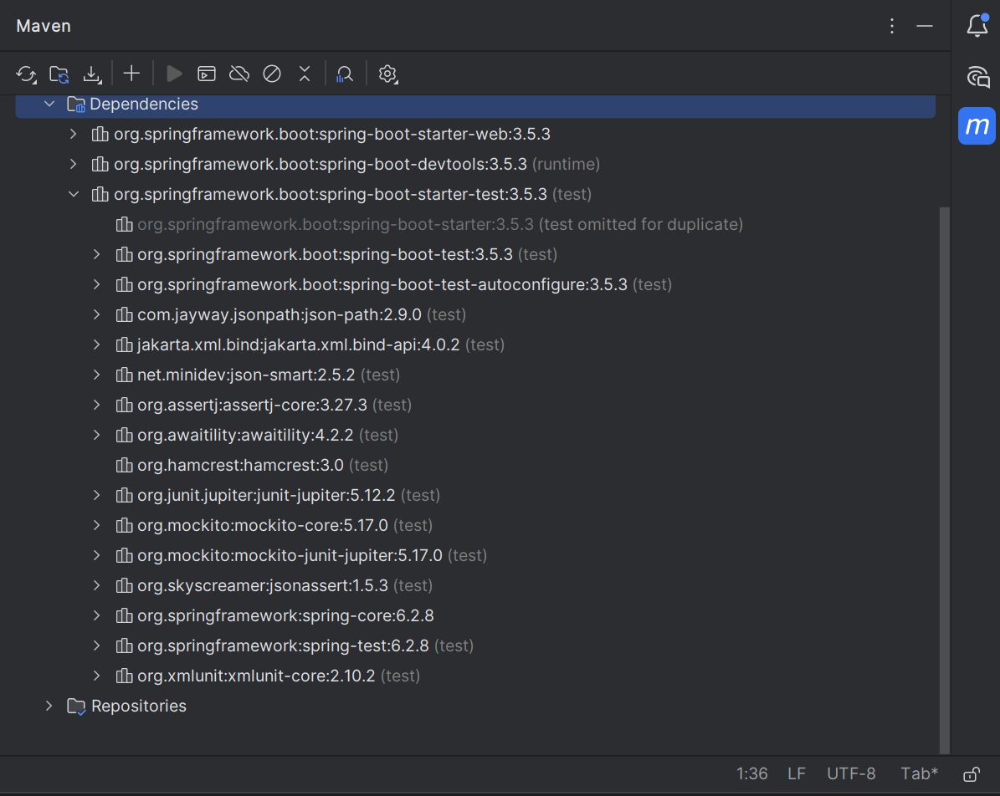 Maven
Dependencies
org.springframework.boot:spring-boot-starter-web:3.5.3
org.springframework.boot:spring-boot-devtools:3.5.3 (runtime)
org.springframework.boot:spring-boot-starter-test:3.5.3 (test)
org.springframework.boot:spring-boot-starter:3.5.3 (test omitted for duplicate)
org.springframework.boot:spring-boot-test:3.5.3 (test)
org.springframework.boot:spring-boot-test-autoconfigure:3.5.3 (test)
com.jayway.jsonpath:json-path:2.9.0 (test)
jakarta.xml.bind:jakarta.xml.bind-api:4.0.2 (test)
net.minidev:json-smart:2.5.2 (test)
org.assertj:assertj-core:3.27.3 (test)
org.awaitility:awaitility:4.2.2 (test)
org.hamcrest:hamcrest:3.0 (test)
org.junit.jupiter:junit-jupiter:5.12.2 (test)
org.mockito:mockito-core:5.17.0 (test)
org.mockito:mockito-junit-jupiter:5.17.0 (test)
org.skyscreamer:jsonassert:1.5.3 (test)
org.springframework:spring-core:6.2.8
org.springframework:spring-test:6.2.8 (test)
org.xmlunit:xmlunit-core:2.10.2 (test)
Repositories
m
1:36 LF UTF-8 Tab*